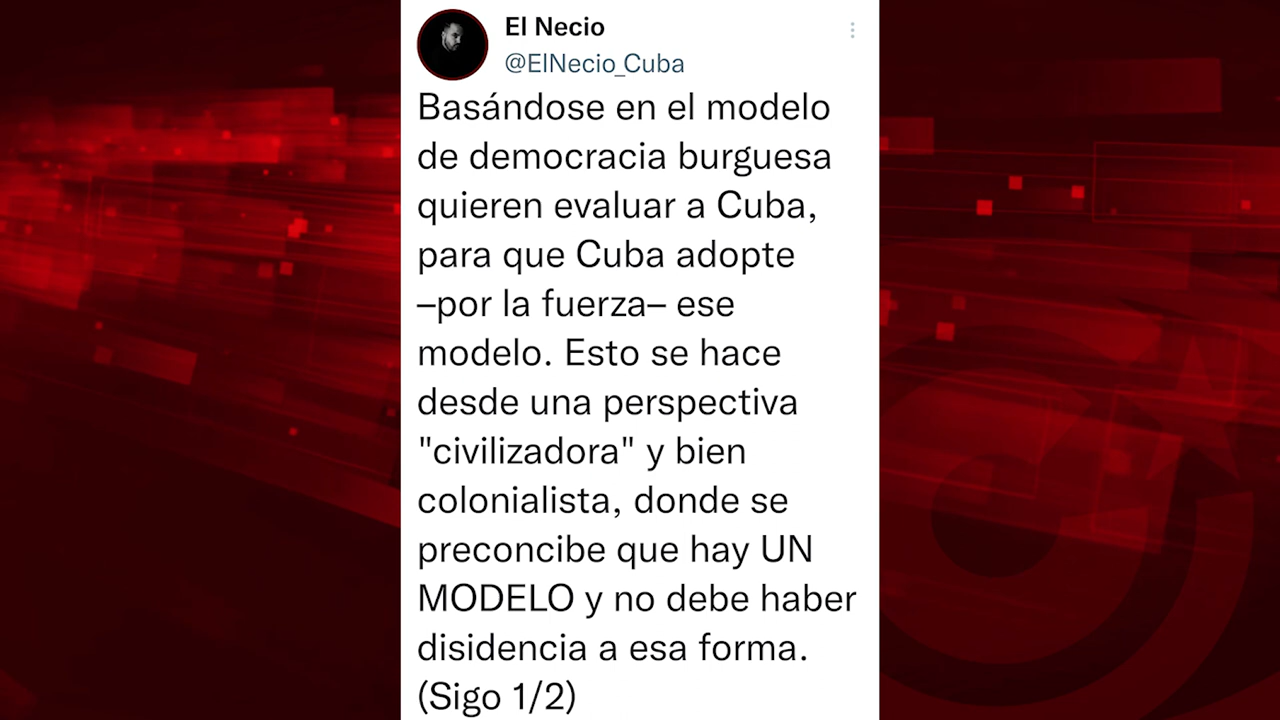 El Necio
@ElNecio_Cuba
Basándose en el modelo
de democracia burguesa
quieren evaluar a Cuba,
para que Cuba adopte
–por la fuerza– ese
modelo. Esto se hace
desde una perspectiva
"civilizadora" y bien
colonialista, donde se
preconcibe que hay UN
MODELO y no debe haber
disidencia a esa forma.
(Sigo 1/2)